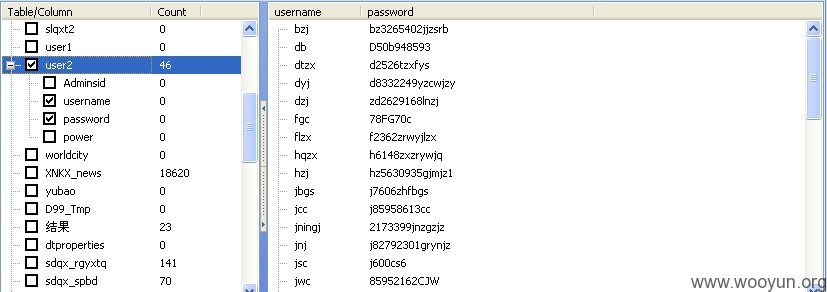 Table/Column Count username password
slqxt2 0 bzj bz3265402jjzsrb
user1 0 db D50b948593
user2 46 dtzx d2526tzxfys
Adminsid 0 dyj d8332249yzcwjzy
username 0 dzj zd2629168lnzj
password 0 fgc 78FG70c
power 0 flzx f2362zrwyjlzx
worldcity 0 hqzx h6148zxzrywjq
XNKX_news 18620 hzj hz5630935gjmjz1
yubao 0 jbgs j7606zhfbgs
D99_Tmp 0 jcc j85958613cc
结果 23 jningj 2173399jnzgzjz
dtproperties 0 jnj j82792301grynjz
sdqx_rgyxtq 141 jsc j600cs6
sdqx_spbd 70 jwc 85952162CJW
www.wooyun.org